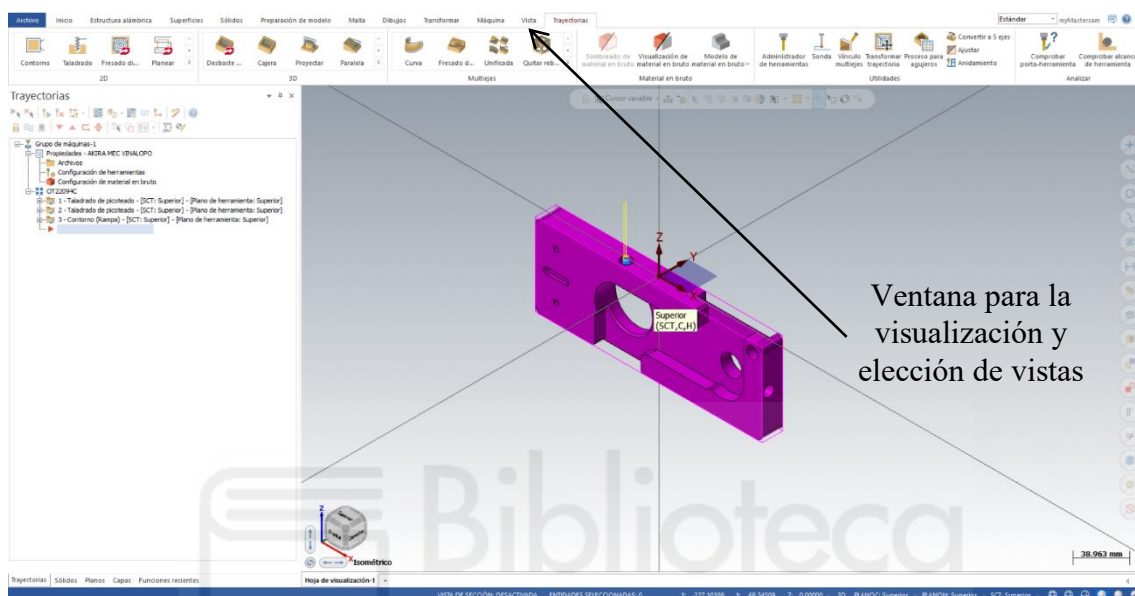 Archivo Inicio Estructura alámbrica Superficies Sólidos Preparación de modelo Malla Dibujos Transformar Máquina Vista Trayectorias Estándar myMastercam
Contorno Taladrado Fresado di... Planear Desbaste ... Cajera Proyectar Paralela Curva Fresado d... Unificada Quitar reb... Sombreado de material en bruto Visualización de material en bruto Modelo de material en bruto Administrador de herramientas Sonda Vínculo multiejes Transformar trayectoria Proceso para agujeros Convertir a 5 ejes Ajustar Anidamiento Comprobar porta-herramienta Comprobar alcance de herramienta
2D 3D Multiejes Material en bruto Utilidades Analizar
Trayectorias
Cursor variable
Grupo de máquinas-1
Propiedades - AKIRA MEC VINALOPO
Archivos
Configuración de herramientas
Configuración de material en bruto
OT22094C
1 - Taladrado de picoteado - [SCT: Superior] - [Plano de herramienta: Superior]
2 - Taladrado de picoteado - [SCT: Superior] - [Plano de herramienta: Superior]
3 - Contorno (Rampa) - [SCT: Superior] - [Plano de herramienta: Superior]
Z
Y
X
Superior
(SCT,C,H)
Ventana para la
visualización y
elección de vistas
Biblioteca
Z
Superior
X
Isométrico
38.963 mm
Trayectorias Sólidos Planos Capas Funciones recientes Hoja de visualización-1
VISTA DE SECCIÓN: DESACTIVADA ENTIDADES SELECCIONADAS: 0 Z: 0.00000 3D PLANOC: Superior PLANOH: Superior SCT: Superior